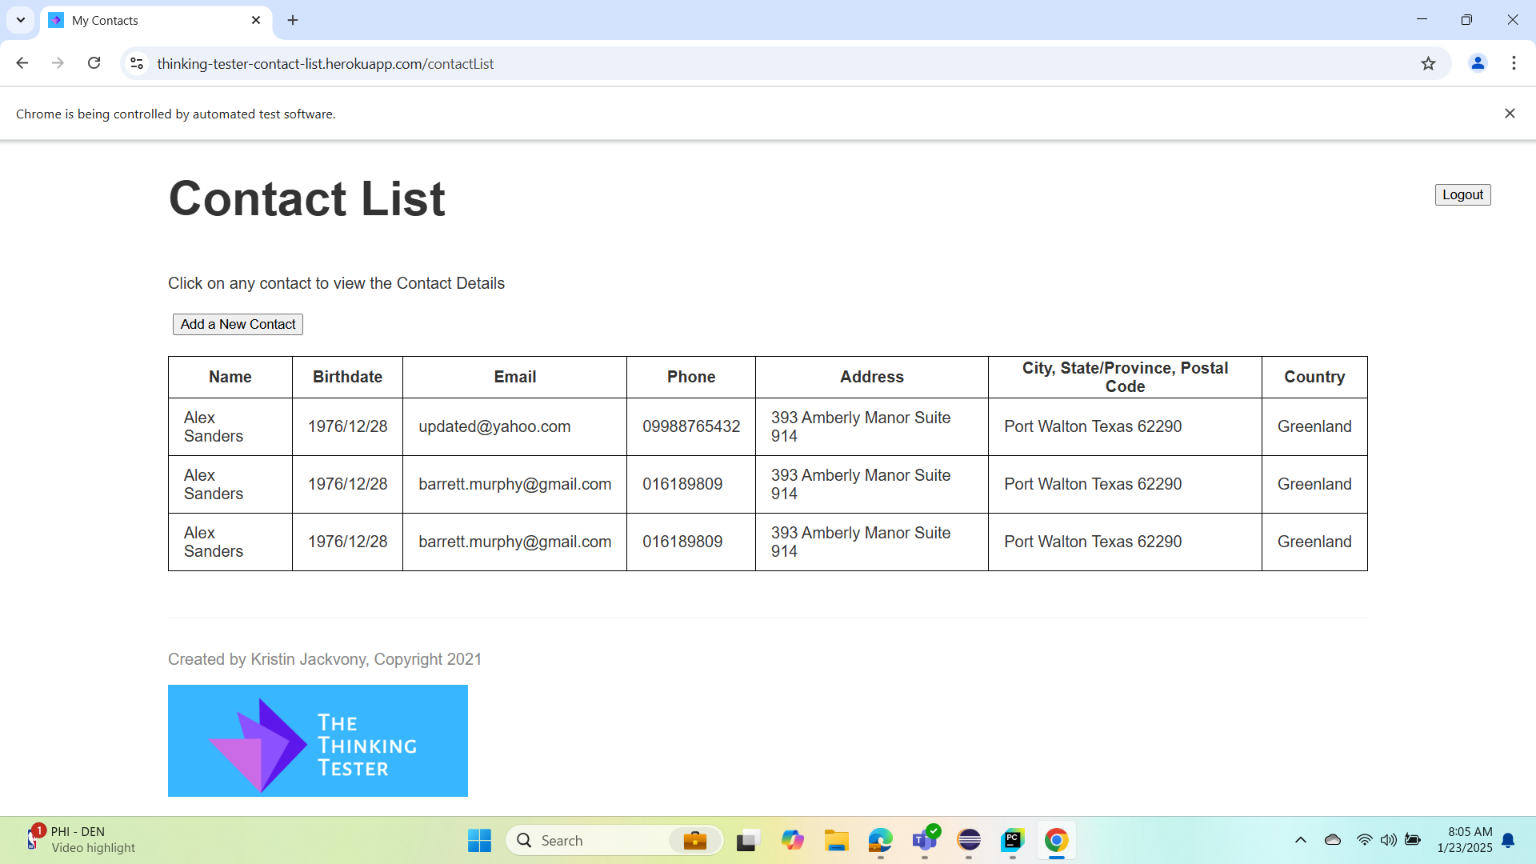 My Contacts
thinking-tester-contact-list.herokuapp.com/contactList
Chrome is being controlled by automated test software.
Contact List
Logout
Click on any contact to view the Contact Details
Add a New Contact
Name Birthdate Email Phone Address City, State/Province, Postal Code Country
Alex Sanders 1976/12/28 updated@yahoo.com 09988765432 393 Amberly Manor Suite 914 Port Walton Texas 62290 Greenland
Alex Sanders 1976/12/28 barrett.murphy@gmail.com 016189809 393 Amberly Manor Suite 914 Port Walton Texas 62290 Greenland
Alex Sanders 1976/12/28 barrett.murphy@gmail.com 016189809 393 Amberly Manor Suite 914 Port Walton Texas 62290 Greenland
Created by Kristin Jackvony, Copyright 2021
THE
THINKING
TESTER
1
PHI - DEN
Video highlight
Search
PC
8:05 AM
1/23/2025